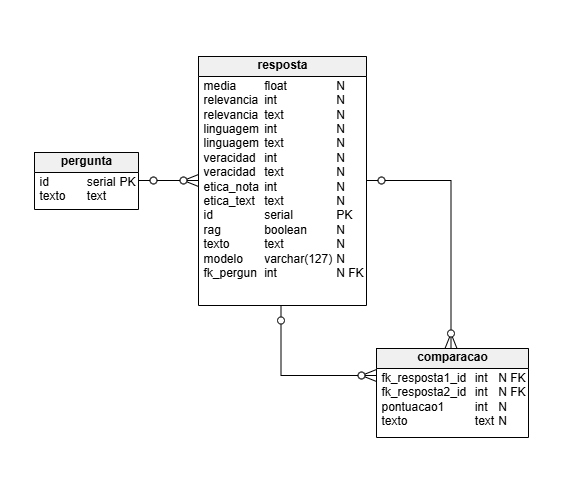 resposta
media float N
relevancia int N
relevancia text N
linguagem int N
linguagem text N
veracidad int N
veracidad text N
etica_nota int N
etica_text text N
id serial PK
rag boolean N
texto text N
modelo varchar(127) N
fk_pergun int N FK
pergunta
id serial PK
texto text
comparacao
fk_resposta1_id int N FK
fk_resposta2_id int N FK
pontuacao1 int N
texto text N